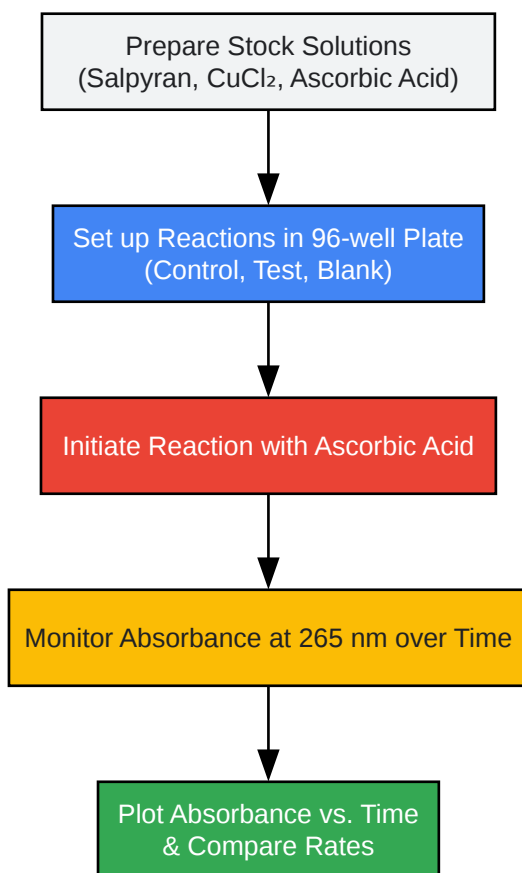 Prepare Stock Solutions
(Salpyran, CuCl₂, Ascorbic Acid)
Set up Reactions in 96-well Plate
(Control, Test, Blank)
Initiate Reaction with Ascorbic Acid
Monitor Absorbance at 265 nm over Time
Plot Absorbance vs. Time
& Compare Rates